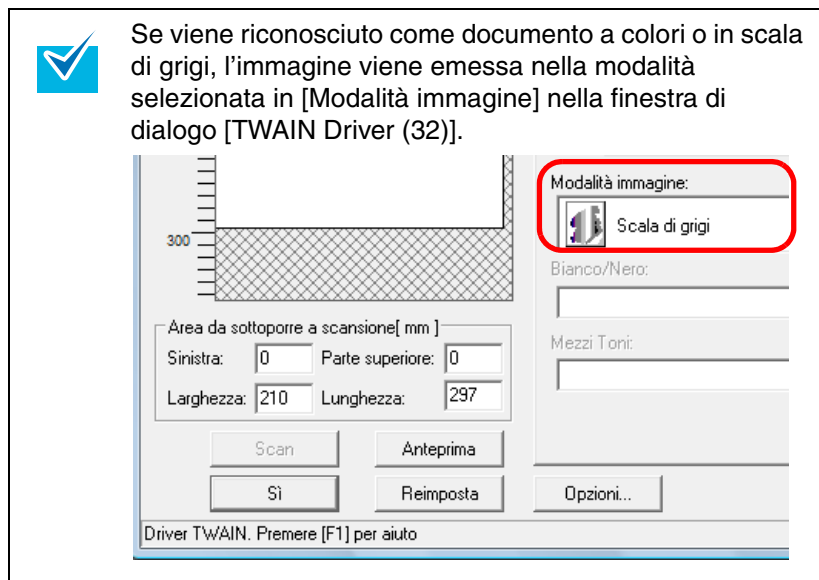 Se viene riconosciuto come documento a colori o in scala
di grigi, l'immagine viene emessa nella modalità
selezionata in [Modalità immagine] nella finestra di
dialogo [TWAIN Driver (32)].
Modalità immagine:
Scala di grigi
300
Bianco/Nero:
Mezzi Toni:
Area da sottoporre a scansione[ mm ]
Sinistra: 0 Parte superiore: 0
Larghezza: 210 Lunghezza: 297
Scan Anteprima
Sì Reimposta Opzioni...
Driver TWAIN. Premere [F1] per aiuto